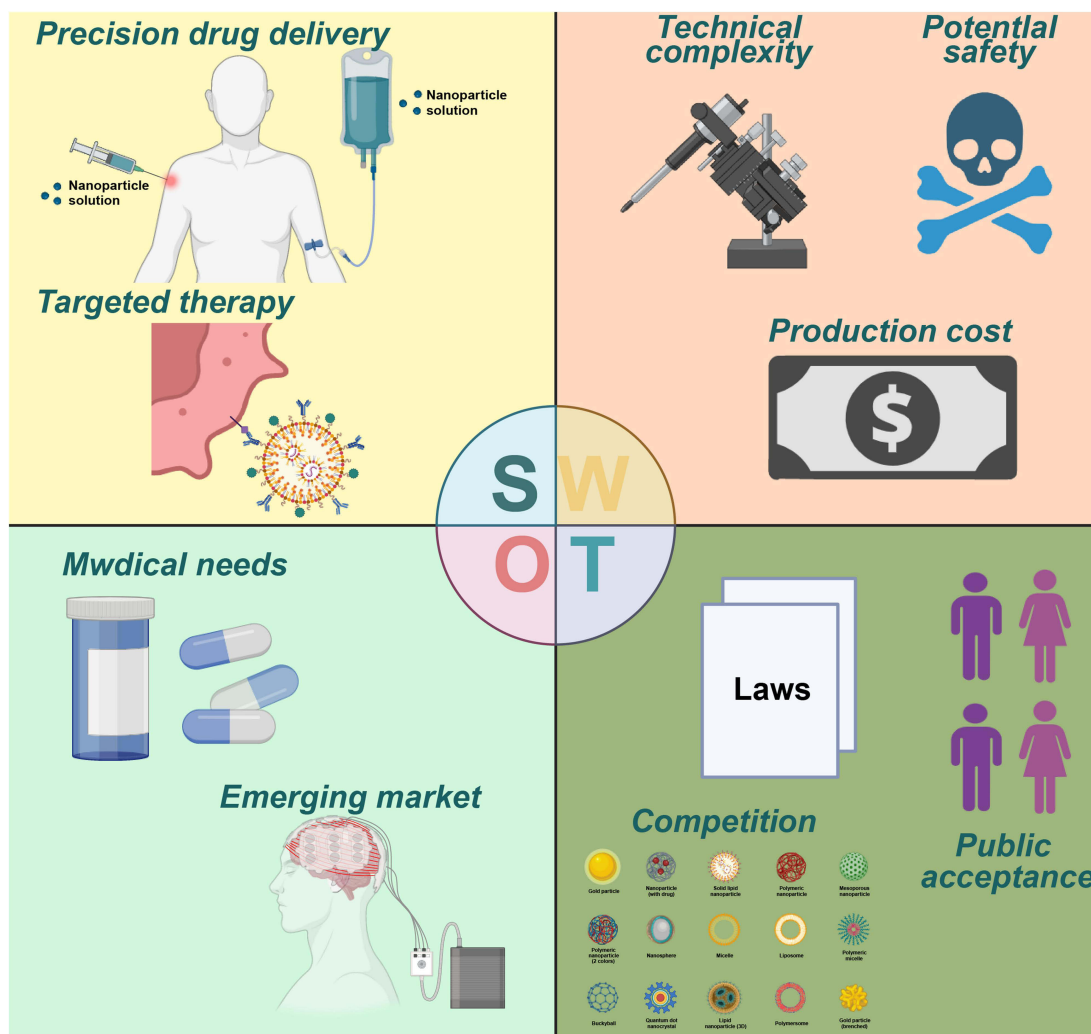 Precision drug delivery
Nanoparticle
solution
Nanoparticle
solution
Targeted therapy
Technical
complexity
Potentlal
safety
Production cost
S W
O T
Mwdical needs
Emerging market
Laws
Public
acceptance
Competition
Gold particle
Nanoparticle
(with drug)
Solid lipid
nanoparticle
Polymeric
nanoparticle
Mesoporous
nanoparticle
Polymeric
nanoparticle
(2 colors)
Nanosphere
Micelle
Liposome
Polymeric
micelle
Buckyball
Quantum dot
nanocrystal
Lipid
nanoparticle (3D)
Polymersome
Gold particle
(brenched)